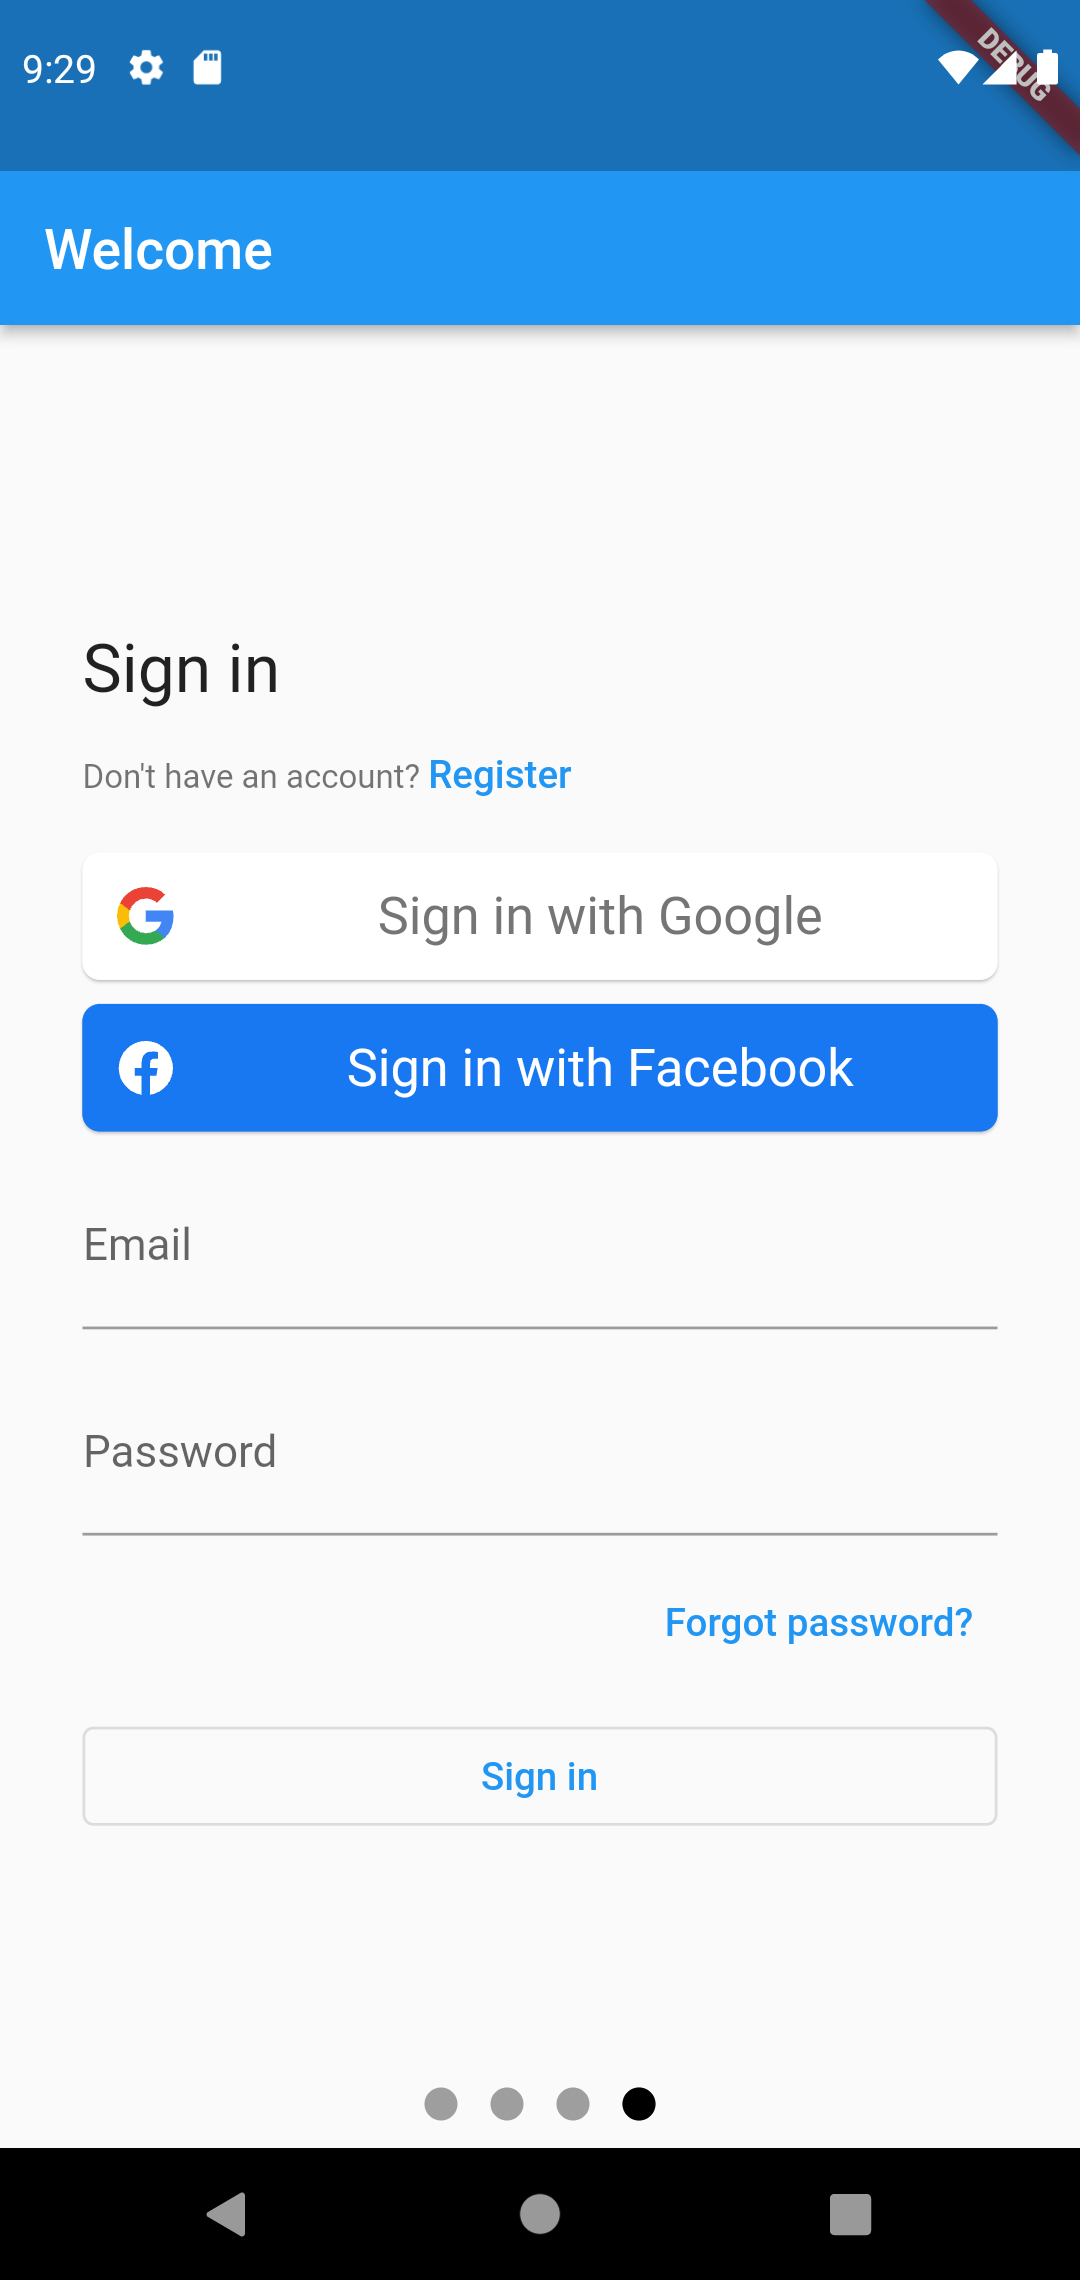 9:29
DEBUG
Welcome
Sign in
Don't have an account? Register
Sign in with Google
Sign in with Facebook
Email
Password
Forgot password?
Sign in